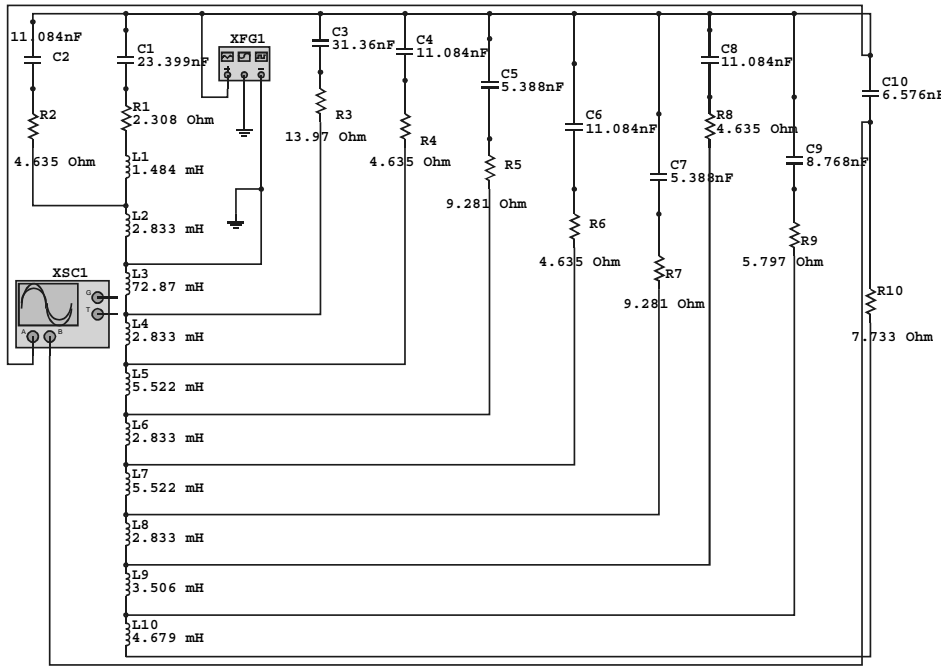 11.084nF
C2
R2
4.635 Ohm
C1
23.399nF
R1
2.308 Ohm
L1
1.484 mH
L2
2.833 mH
L3
72.87 mH
L4
2.833 mH
L5
5.522 mH
L6
2.833 mH
L7
5.522 mH
L8
2.833 mH
L9
3.506 mH
L10
4.679 mH
XFG1
XSC1
G
T
A
B
C3
31.36nF
R3
13.97 Ohm
C4
11.084nF
R4
4.635 Ohm
C5
5.388nF
R5
9.281 Ohm
C6
11.084nF
R6
4.635 Ohm
C7
5.388nF
R7
9.281 Ohm
C8
11.084nF
R8
4.635 Ohm
C9
8.768nF
R9
5.797 Ohm
C10
6.576nF
R10
7.733 Ohm